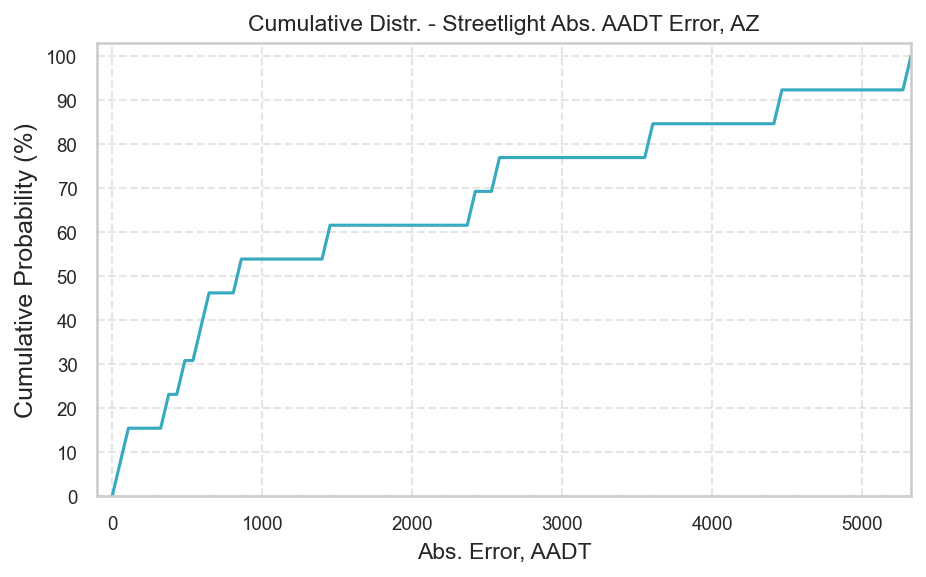 Cumulative Distr. - Streetlight Abs. AADT Error, AZ
Cumulative Probability (%)
100
90
80
70
60
50
40
30
20
10
0
0 1000 2000 3000 4000 5000
Abs. Error, AADT